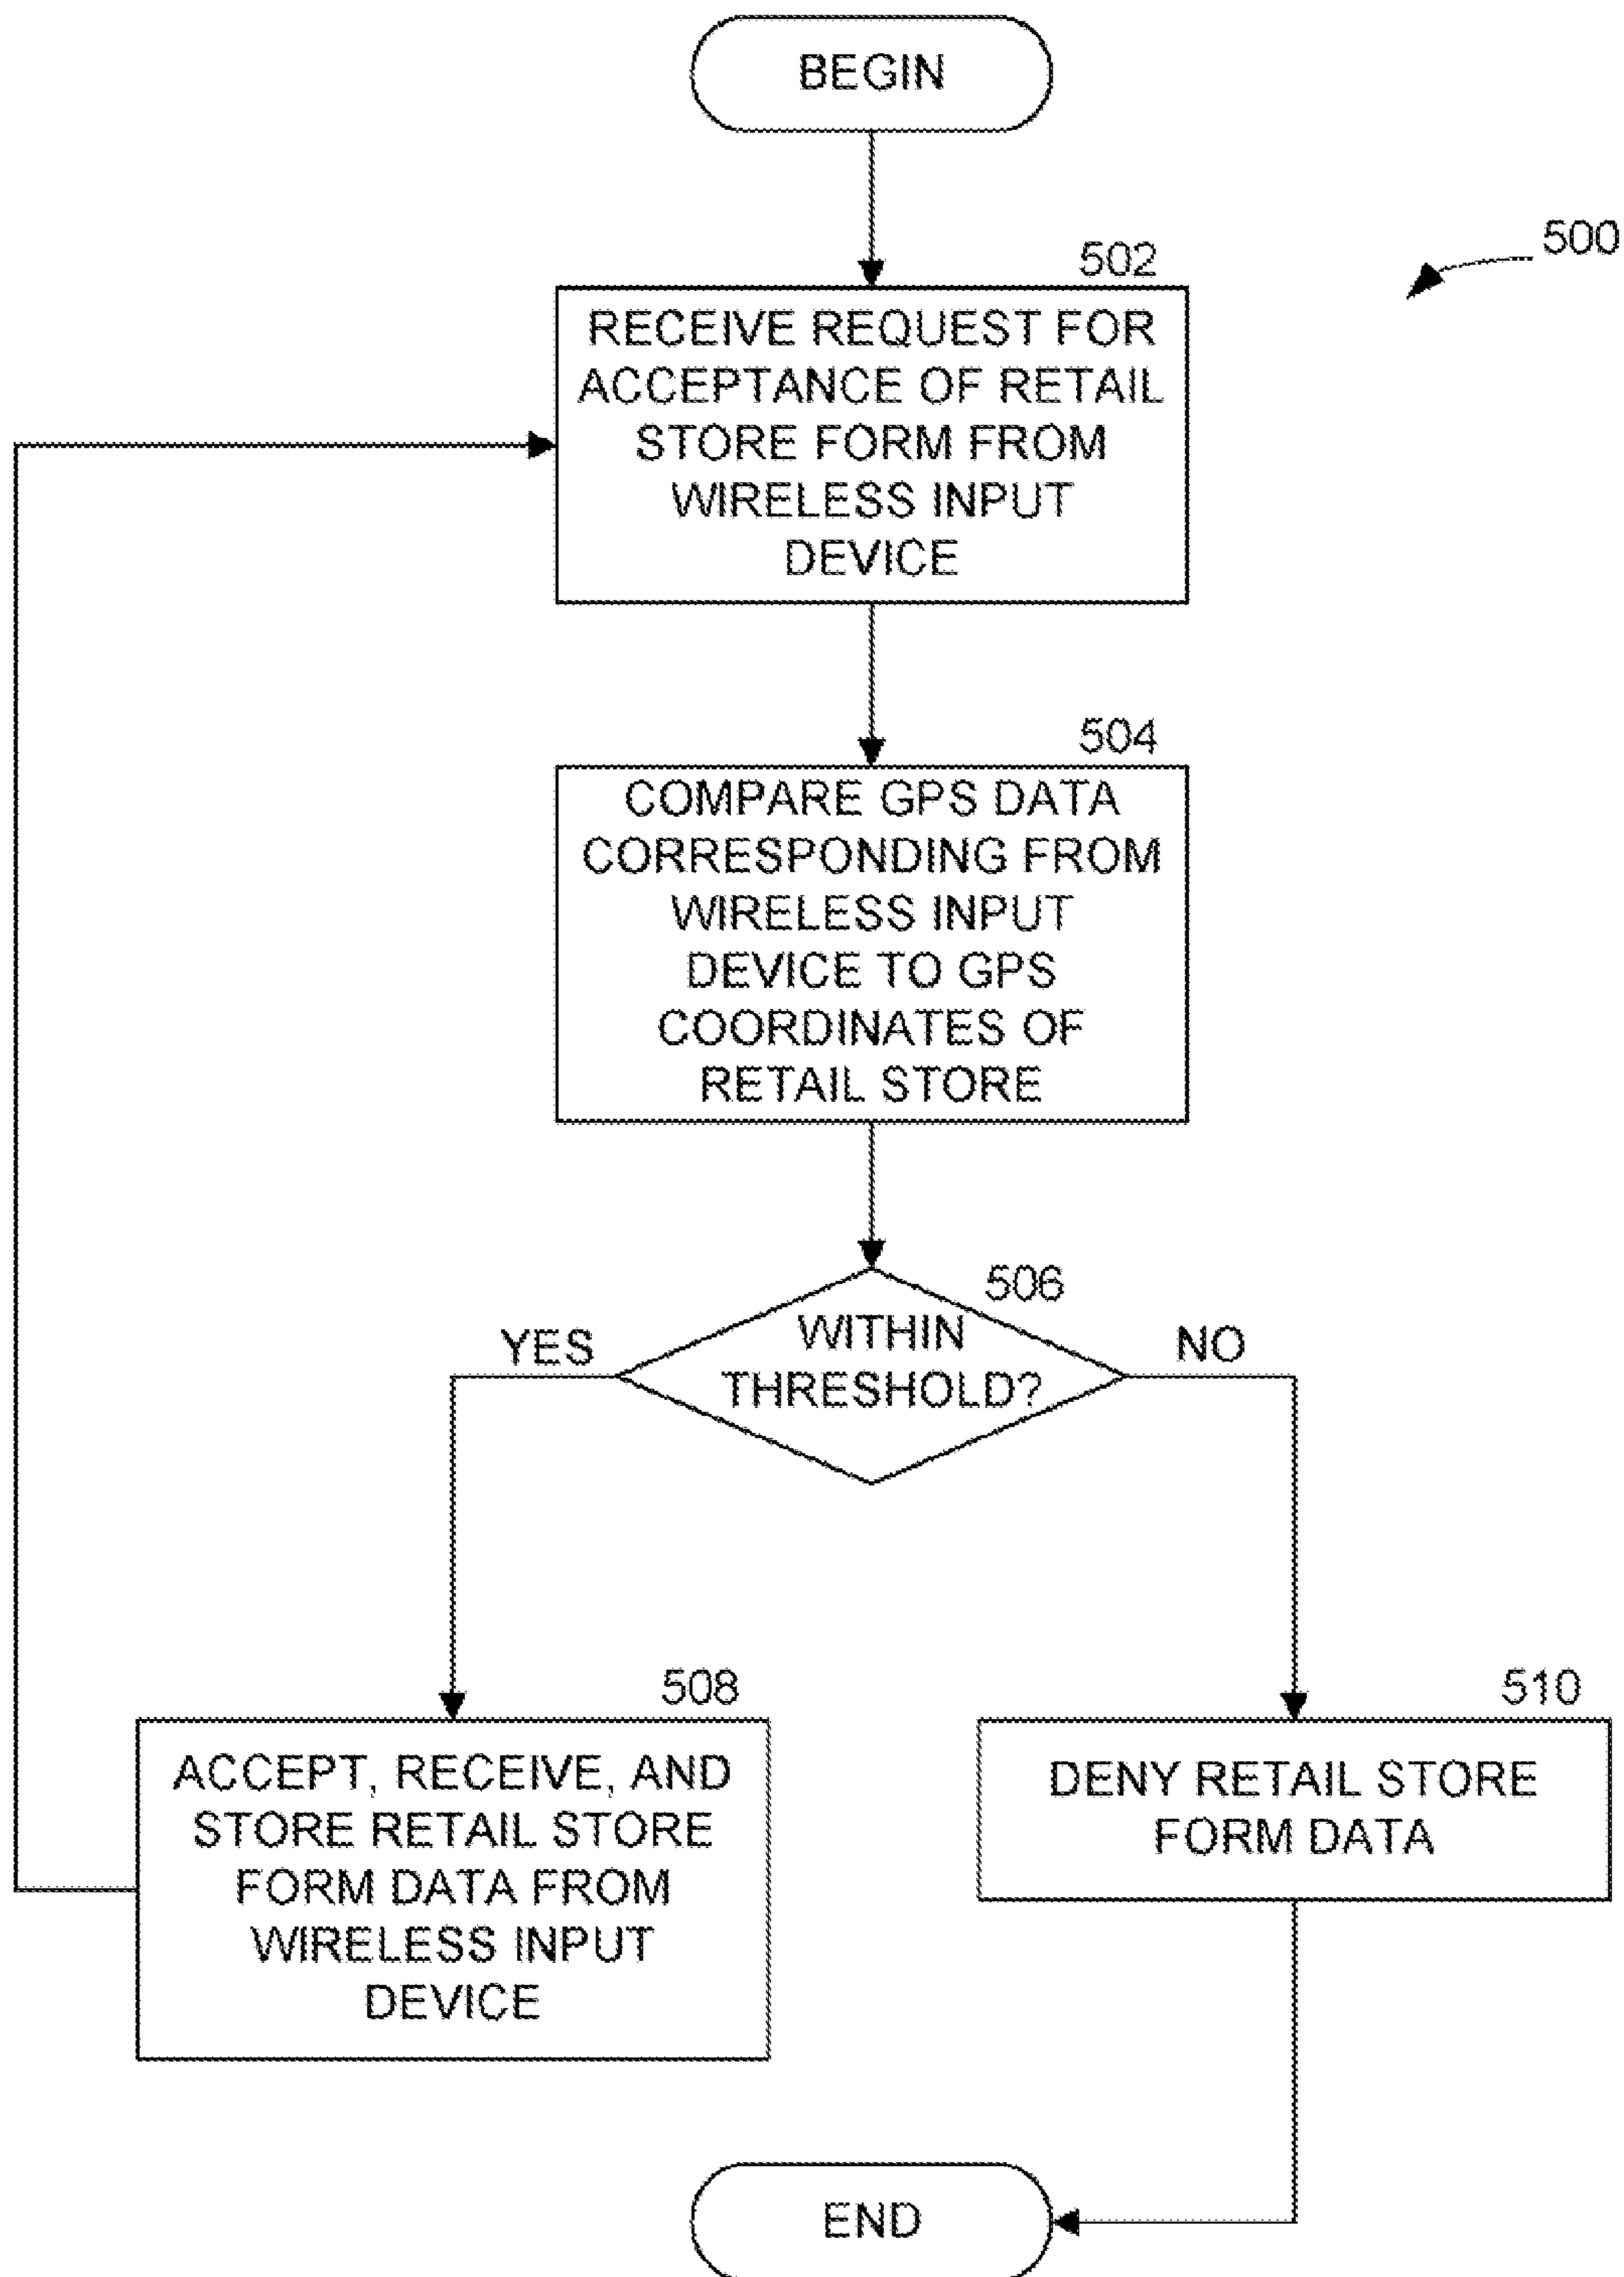 BEGIN
500
502
RECEIVE REQUEST FOR
ACCEPTANCE OF RETAIL
STORE FORM FROM
WIRELESS INPUT
DEVICE
504
COMPARE GPS DATA
CORRESPONDING FROM
WIRELESS INPUT
DEVICE TO GPS
COORDINATES OF
RETAIL STORE
506
WITHIN
THRESHOLD?
YES
NO
508
ACCEPT, RECEIVE, AND
STORE RETAIL STORE
FORM DATA FROM
WIRELESS INPUT
DEVICE
510
DENY RETAIL STORE
FORM DATA
END